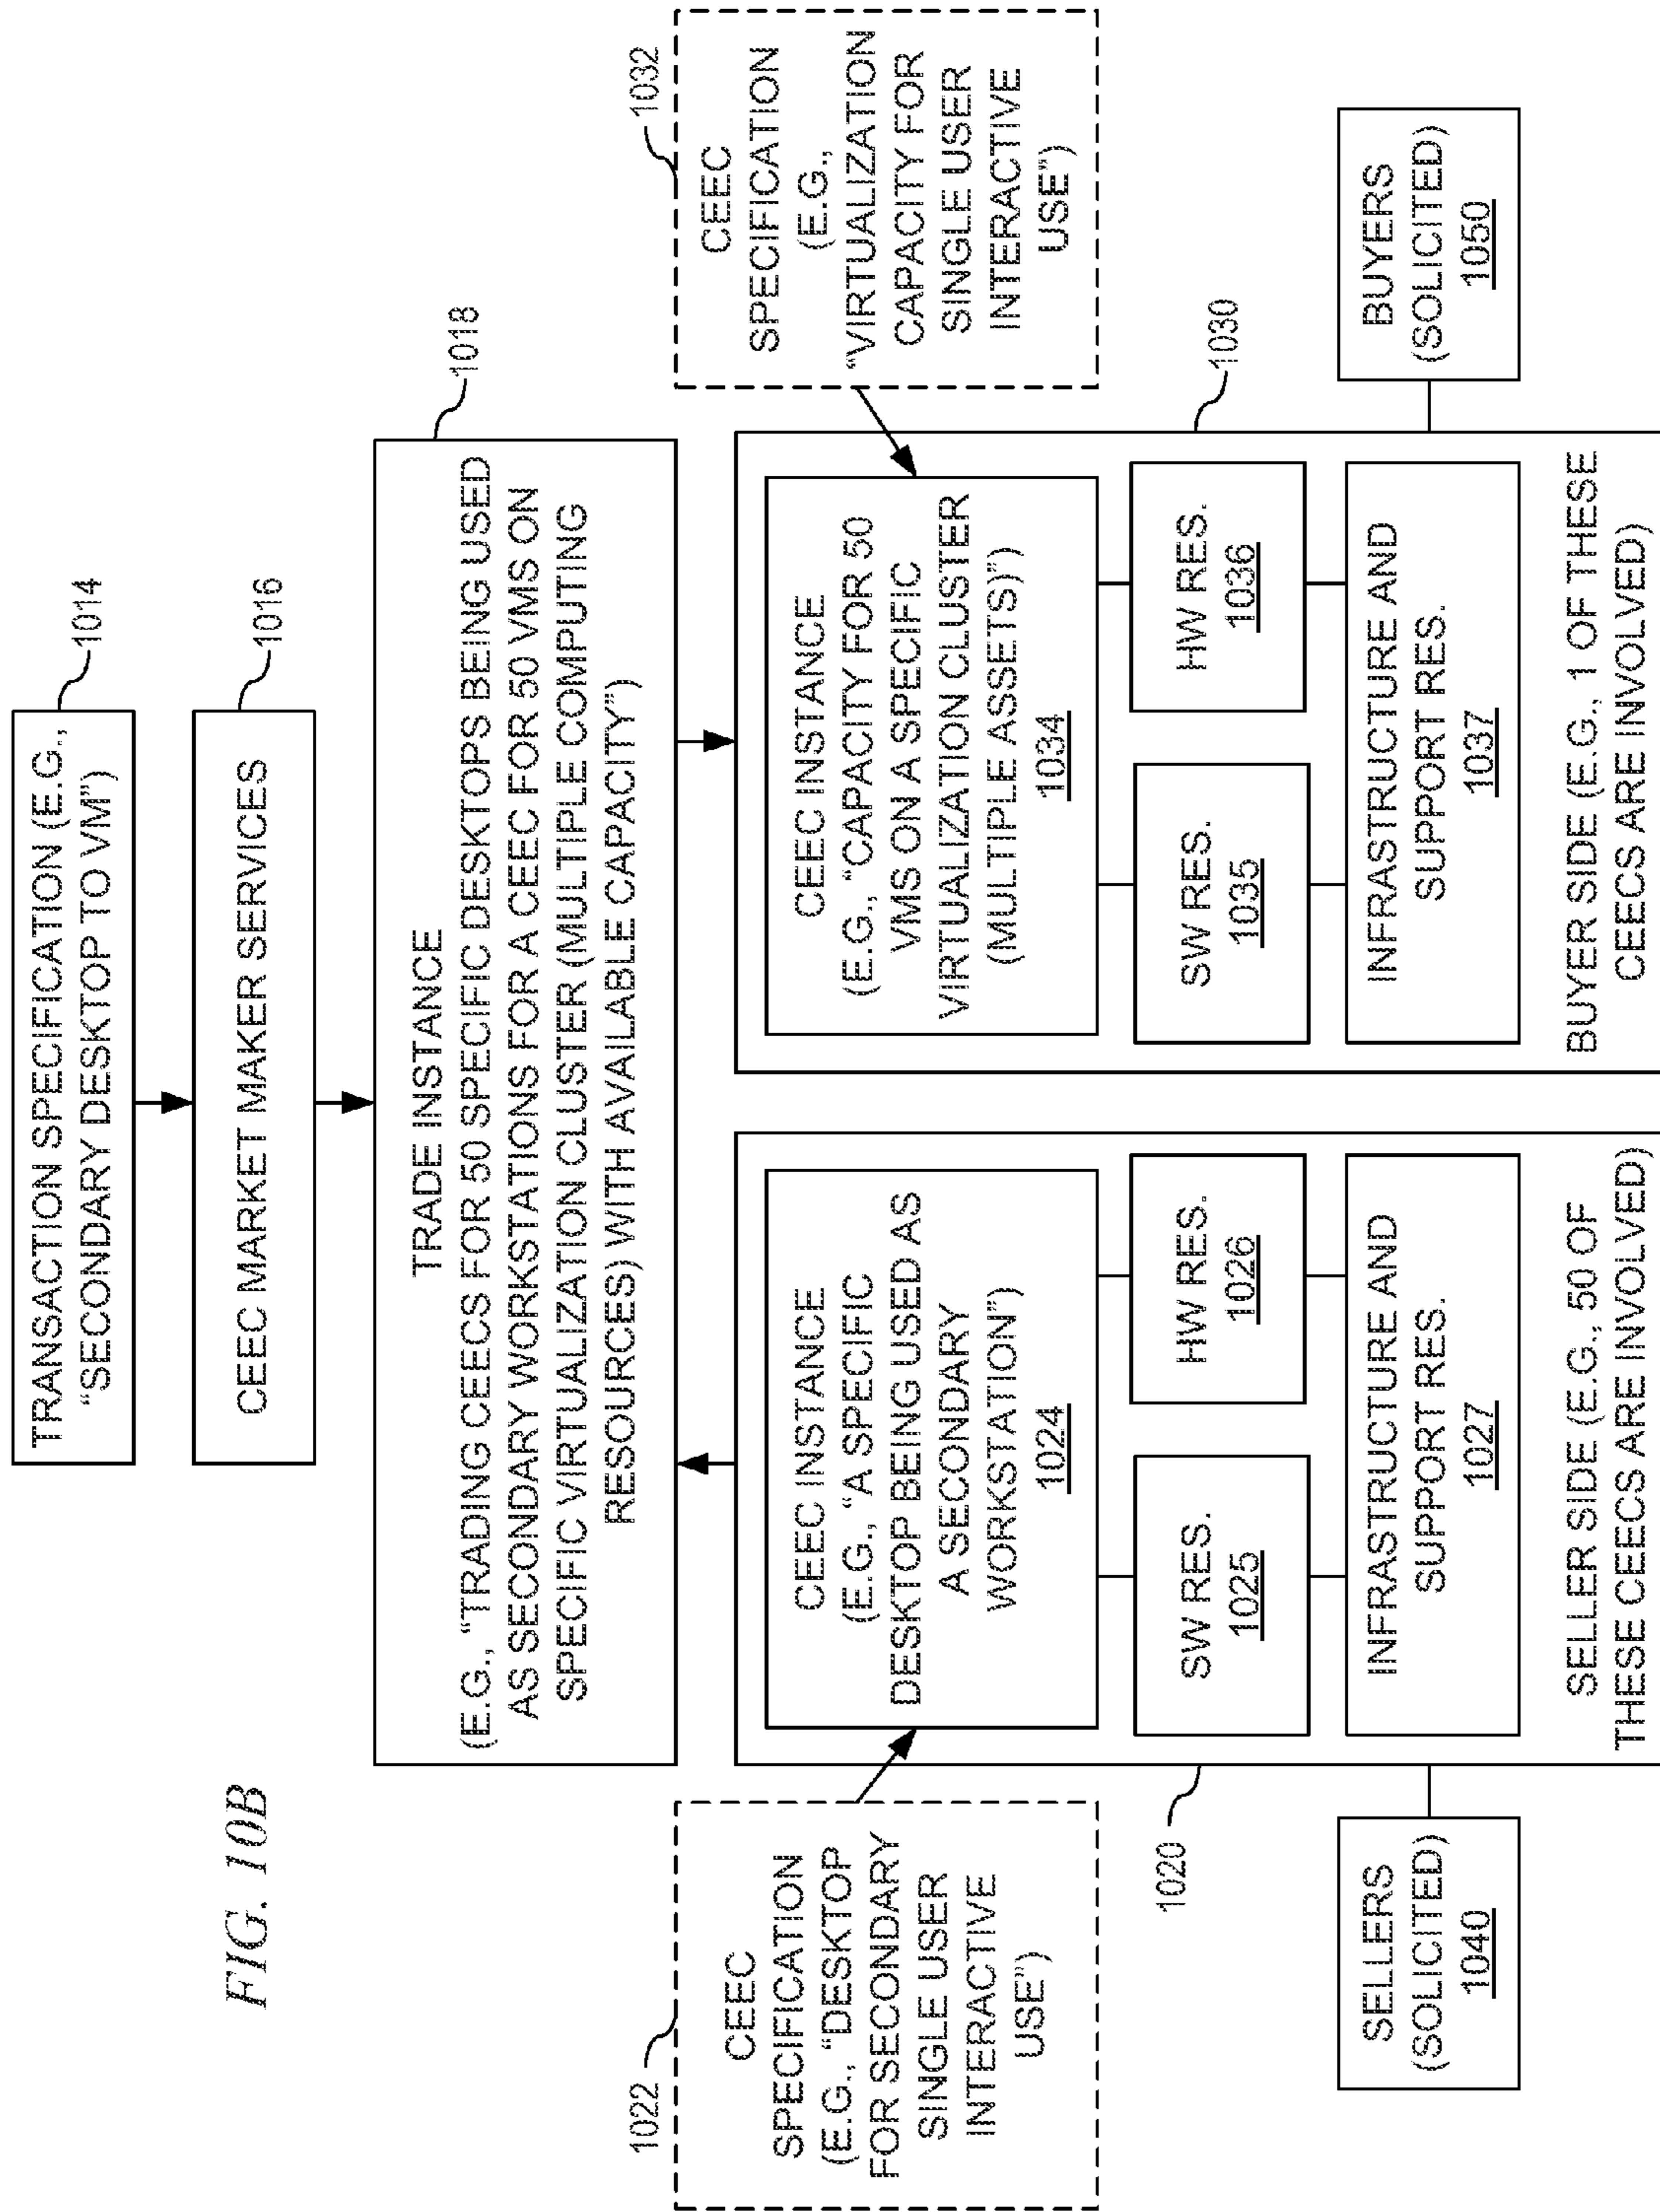 FIG. 10B
TRANSACTION SPECIFICATION (E.G.,
"SECONDARY DESKTOP TO VM")
1014
CEEC MARKET MAKER SERVICES
1016
TRADE INSTANCE
(E.G., "TRADING CEECS FOR 50 SPECIFIC DESKTOPS BEING USED
AS SECONDARY WORKSTATIONS FOR A CEEC FOR 50 VMS ON
SPECIFIC VIRTUALIZATION CLUSTER (MULTIPLE COMPUTING
RESOURCES) WITH AVAILABLE CAPACITY")
1018
1022
CEEC
SPECIFICATION
(E.G., "DESKTOP
FOR SECONDARY
SINGLE USER
INTERACTIVE
USE")
1020
CEEC INSTANCE
(E.G., "A SPECIFIC
DESKTOP BEING USED AS
A SECONDARY
WORKSTATION")
1024
SW RES.
1025
HW RES.
1026
INFRASTRUCTURE AND
SUPPORT RES.
1027
SELLER SIDE (E.G., 50 OF
THESE CEECS ARE INVOLVED)
SELLERS
(SOLICITED)
1040
1032
CEEC
SPECIFICATION
(E.G.,
"VIRTUALIZATION
CAPACITY FOR
SINGLE USER
INTERACTIVE
USE")
1030
CEEC INSTANCE
(E.G., "CAPACITY FOR 50
VMS ON A SPECIFIC
VIRTUALIZATION CLUSTER
(MULTIPLE ASSETS)")
1034
SW RES.
1035
HW RES.
1036
INFRASTRUCTURE AND
SUPPORT RES.
1037
BUYER SIDE (E.G., 1 OF THESE
CEECS ARE INVOLVED)
BUYERS
(SOLICITED)
1050